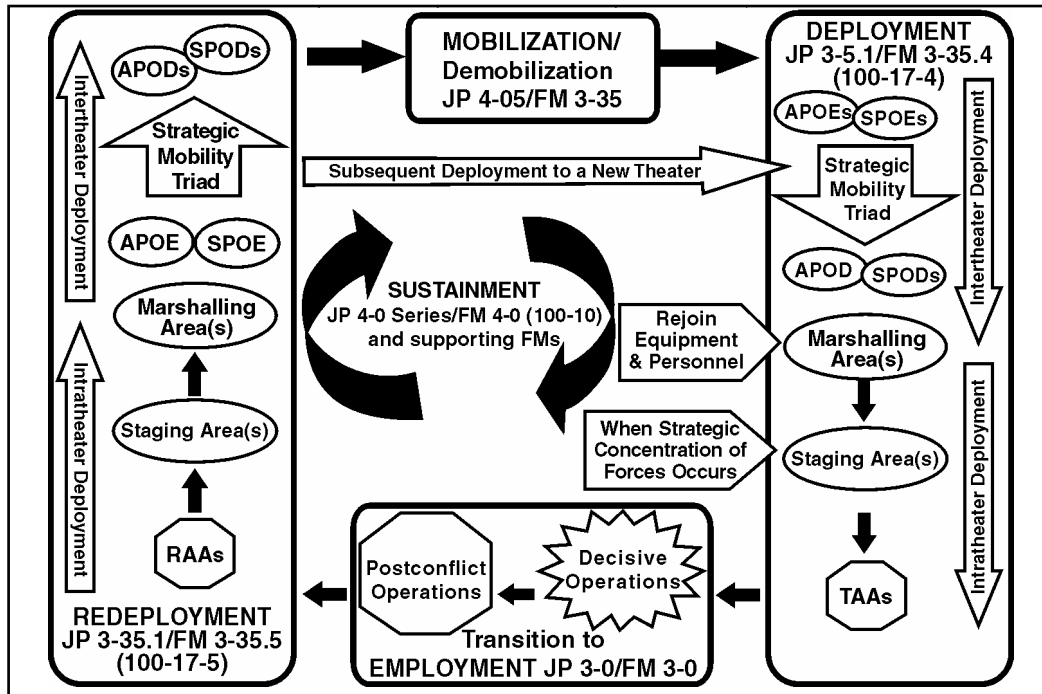 SPODs
APODs
Intertheater Deployment
Strategic
Mobility
Triad
APOE
SPOE
Marshalling
Area(s)
Intratheater Deployment
Staging Area(s)
RAAs
REDEPLOYMENT
JP 3-35.1/FM 3-35.5
(100-17-5)
MOBILIZATION/
Demobilization
JP 4-05/FM 3-35
Subsequent Deployment to a New Theater
SUSTAINMENT
JP 4-0 Series/FM 4-0 (100-10)
and supporting FMs
Rejoin
Equipment
& Personnel
When Strategic
Concentration of
Forces Occurs
Postconflict
Operations
Decisive
Operations
Transition to
EMPLOYMENT JP 3-0/FM 3-0
DEPLOYMENT
JP 3-5.1/FM 3-35.4
(100-17-4)
APOEs
SPOEs
Strategic
Mobility
Triad
Intertheater Deployment
APOD
SPODs
Marshalling
Area(s)
Staging Area(s)
Intratheater Deployment
TAAs